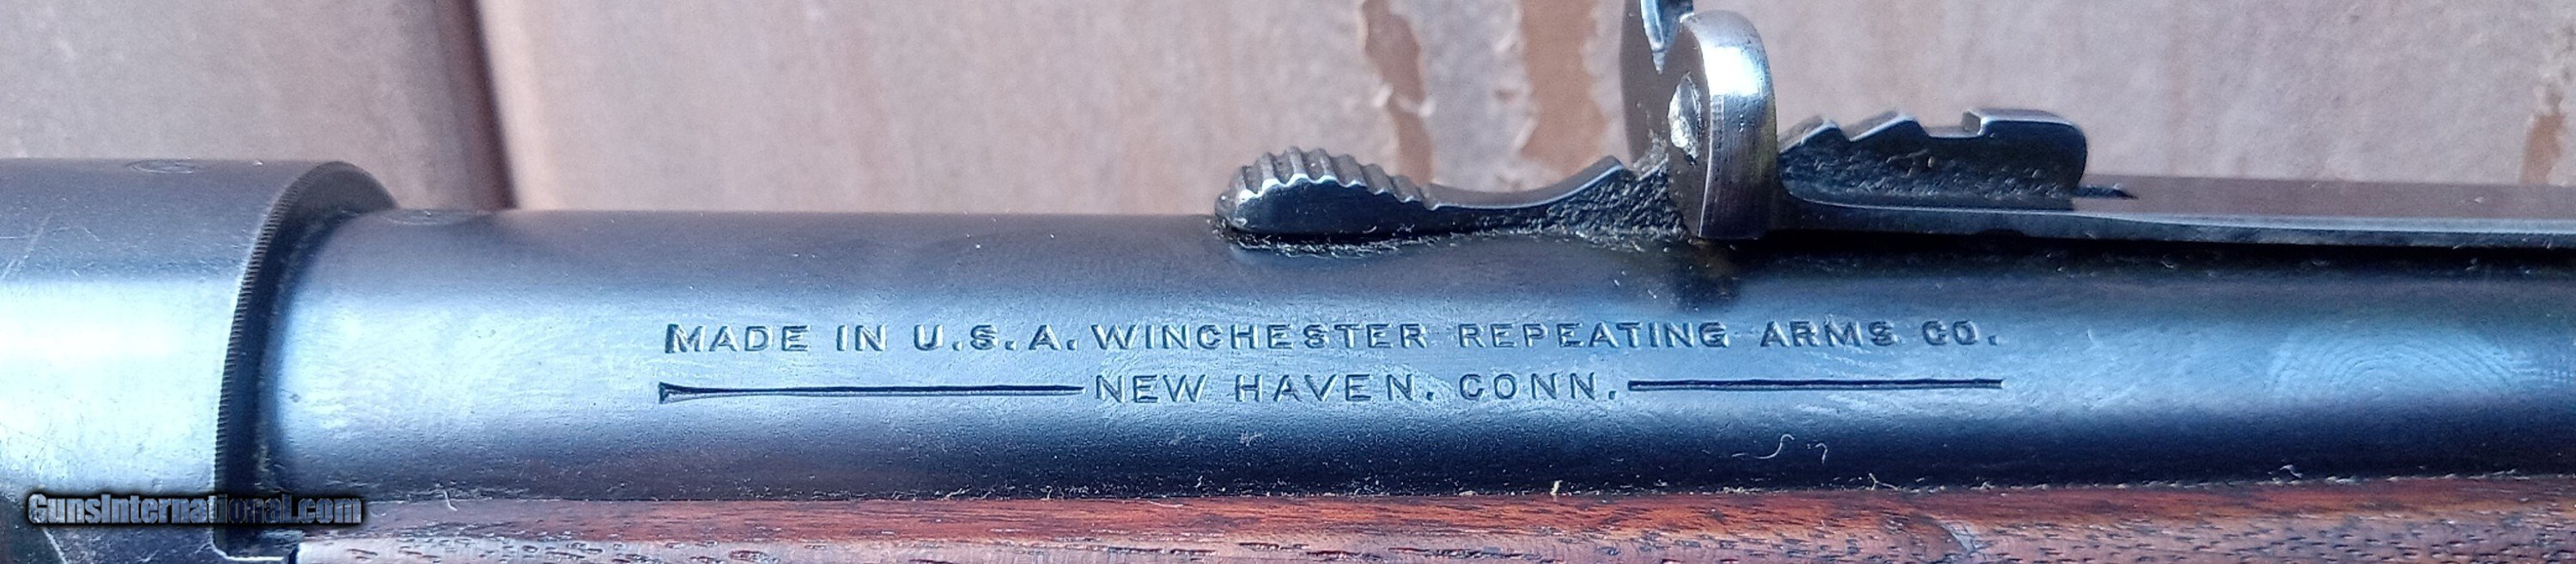 MADE IN U.S.A. WINCHESTER REPEATING ARMS CO.
NEW HAVEN. CONN.
GunsInternational.com